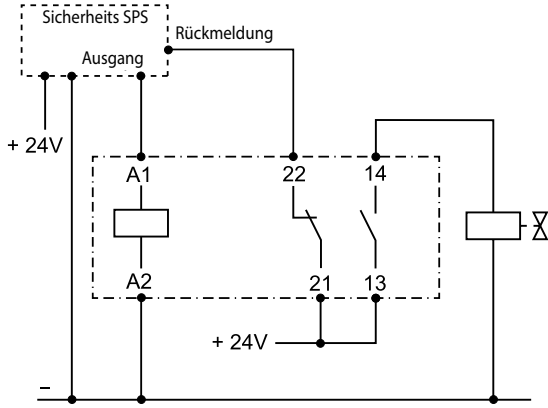 Sicherheits SPS
Rückmeldung
Ausgang
+ 24V
A1
22
14
A2
21
13
+ 24V
–